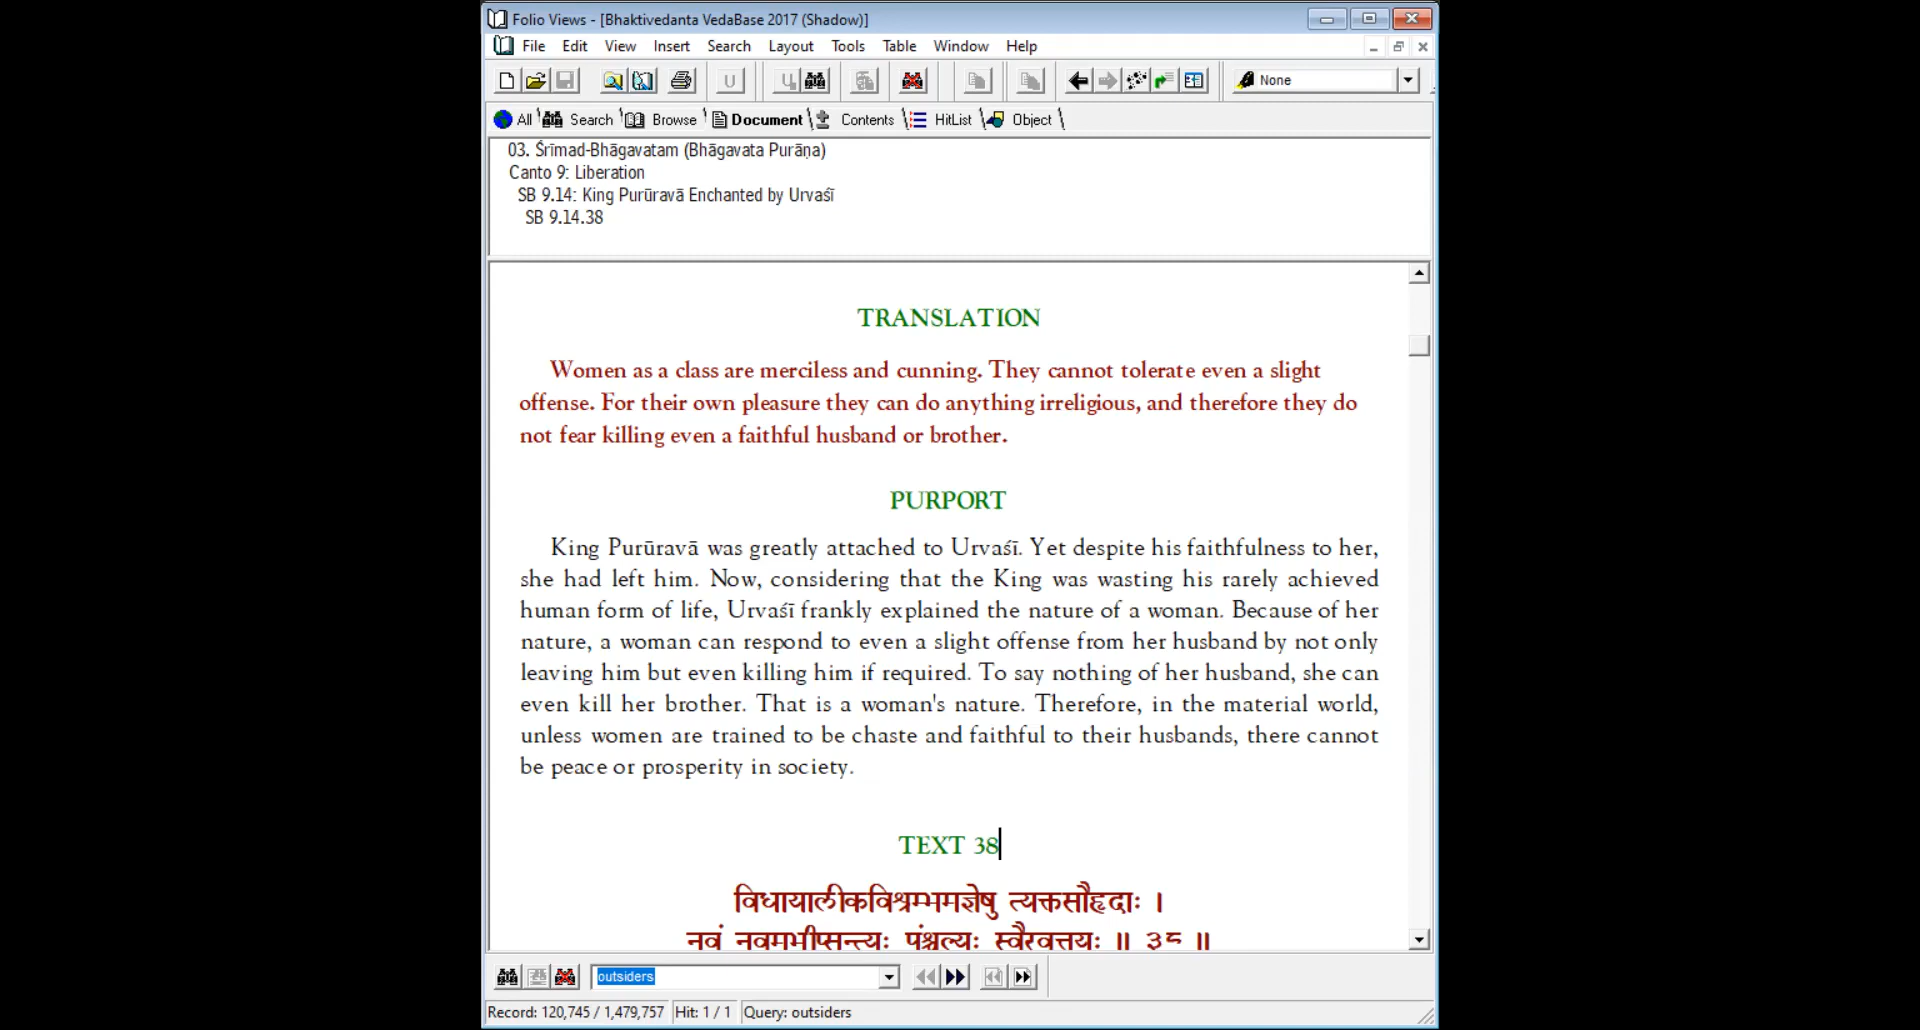 Folio Views - [Bhaktivedanta VedaBase 2017 (Shadow)]
File Edit View Insert Search Layout Tools Table Window Help
None
All Search Browse Document Contents HitList Object
03. Śrīmad-Bhāgavatam (Bhāgavata Purāṇa)
Canto 9: Liberation
SB 9.14: King Purūravā Enchanted by Urvaśī
SB 9.14.38
TRANSLATION
Women as a class are merciless and cunning. They cannot tolerate even a slight
offense. For their own pleasure they can do anything irreligious, and therefore they do
not fear killing even a faithful husband or brother.
PURPORT
King Purūravā was greatly attached to Urvaśī. Yet despite his faithfulness to her,
she had left him. Now, considering that the King was wasting his rarely achieved
human form of life, Urvaśī frankly explained the nature of a woman. Because of her
nature, a woman can respond to even a slight offense from her husband by not only
leaving him but even killing him if required. To say nothing of her husband, she can
even kill her brother. That is a woman's nature. Therefore, in the material world,
unless women are trained to be chaste and faithful to their husbands, there cannot
be peace or prosperity in society.
TEXT 38
विधायालीकविश्रम्भमज्ञेषु त्यक्तसौहृदाः ।
नवं नवमभीप्सन्त्यः पुंश्चल्यः स्वैरवृत्तयः ॥ ३८ ॥
outsiders
Record: 120,745 / 1,479,757 Hit: 1 / 1 Query: outsiders